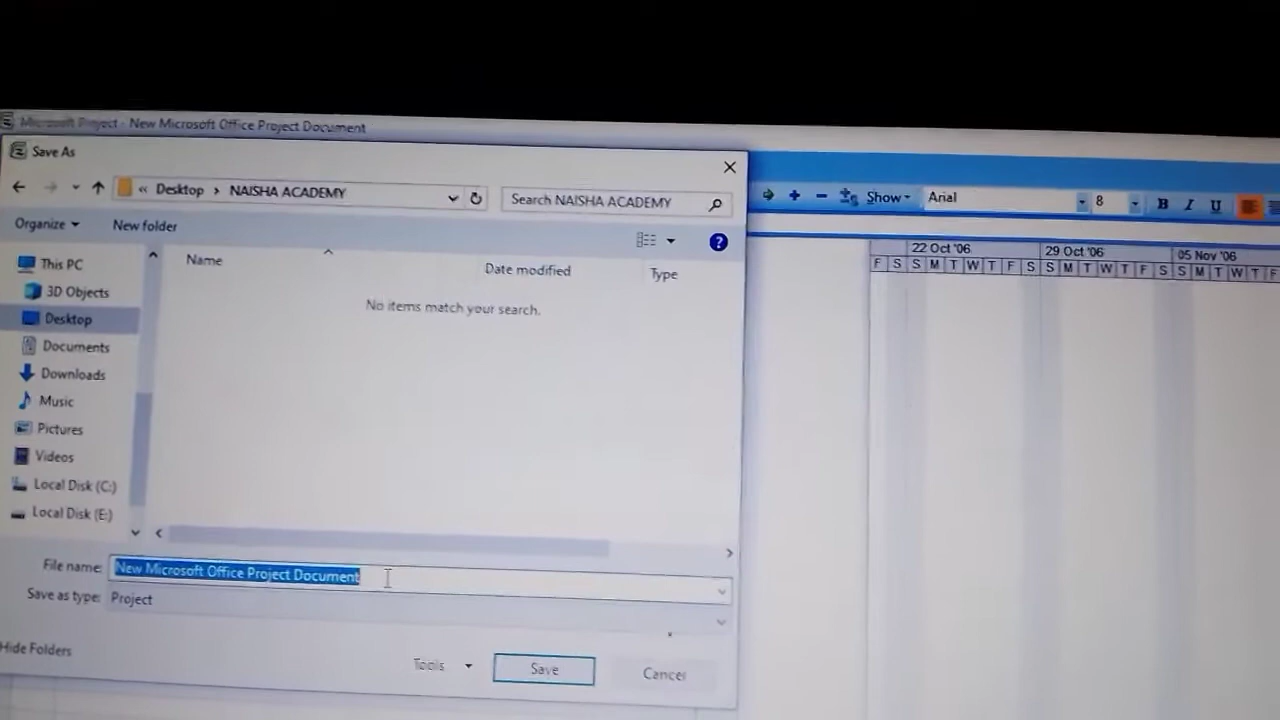 Microsoft Project - New Microsoft Office Project Document
Save As
« Desktop › NAISHA ACADEMY
Search NAISHA ACADEMY
Show
Arial
8
B I U
Organize
New folder
?
22 Oct '06
29 Oct '06
05 Nov '06
F S S M T W T F S S M T W T F S S M T W T F
This PC
3D Objects
Desktop
Documents
Downloads
Music
Pictures
Videos
Local Disk (C:)
Local Disk (E:)
Name
Date modified
Type
No items match your search.
File name: New Microsoft Office Project Document
Save as type: Project
Hide Folders
Tools
Save
Cancel